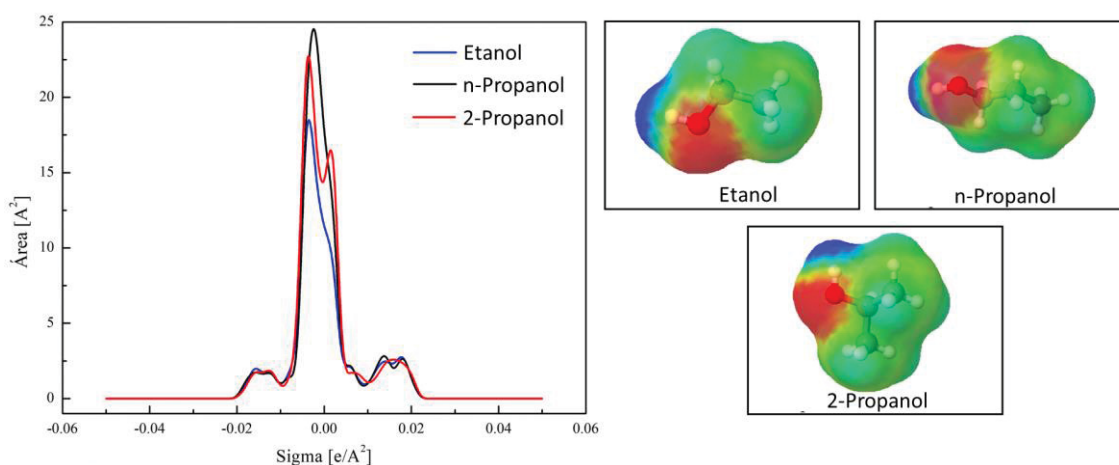 25
20
15
10
5
0
Área [A²]
-0.06
-0.04
-0.02
0.00
0.02
0.04
0.06
Sigma [e/A²]
Etanol
n-Propanol
2-Propanol
Etanol
n-Propanol
2-Propanol